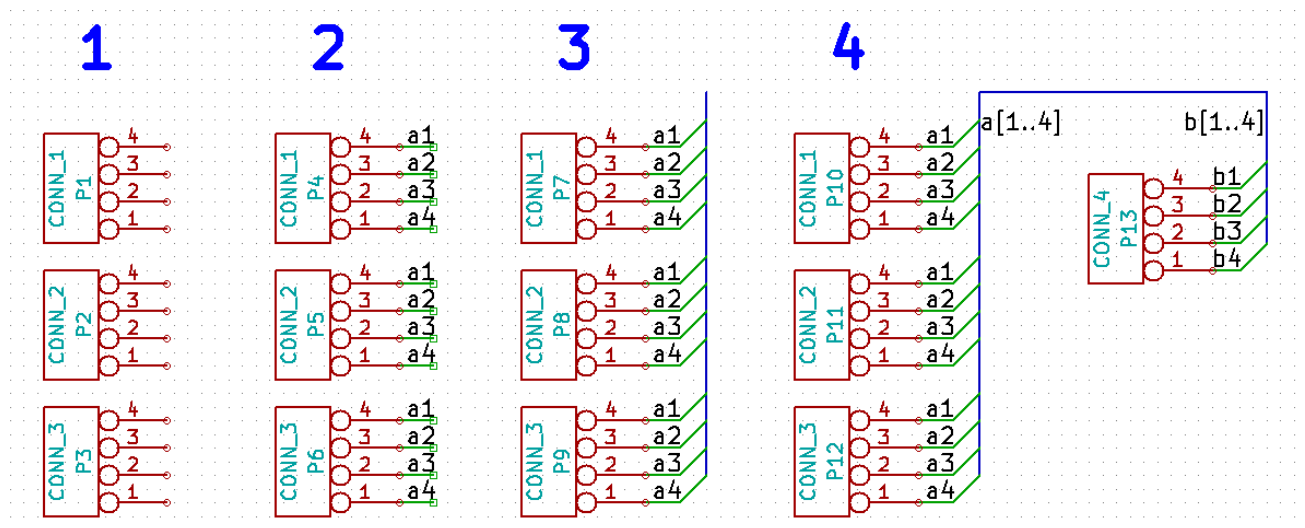 1 2 3 4
a[1..4] b[1..4]
CONN_1 P1 4 3 2 1
CONN_1 P4 4 a1 3 a2 2 a3 1 a4
CONN_1 P7 4 a1 3 a2 2 a3 1 a4
CONN_1 P10 4 a1 3 a2 2 a3 1 a4
CONN_4 P13 4 b1 3 b2 2 b3 1 b4
CONN_2 P2 4 3 2 1
CONN_2 P5 4 a1 3 a2 2 a3 1 a4
CONN_2 P8 4 a1 3 a2 2 a3 1 a4
CONN_2 P11 4 a1 3 a2 2 a3 1 a4
CONN_3 P3 4 3 2 1
CONN_3 P6 4 a1 3 a2 2 a3 1 a4
CONN_3 P9 4 a1 3 a2 2 a3 1 a4
CONN_3 P12 4 a1 3 a2 2 a3 1 a4